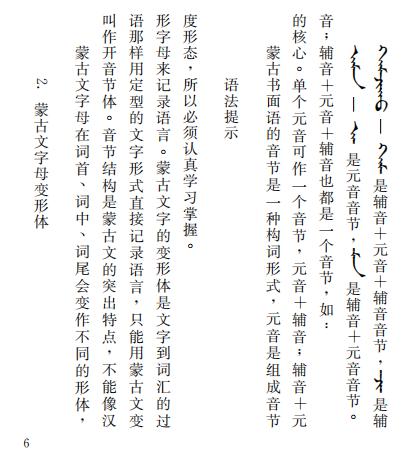 2. 蒙古文字母变形体
蒙古文字母在词首、词中、词尾会变作不同的形体，
叫作开音节体。音节结构是蒙古文的突出特点，不能像汉
语那样用定型的文字形式直接记录语言，只能用蒙古文变
形字母来记录语言。蒙古文字的变形体是文字到词汇的过
度形态，所以必须认真学习掌握。
语法提示
蒙古书面语的音节是一种构词形式，元音是组成音节
的核心。单个元音可作一个音节，元音＋辅音；辅音＋元
音；辅音＋元音＋辅音也都是一个音节，如：
— 是元音音节，是辅音＋元音音节。
— 是辅音＋元音＋辅音音节，是辅
6